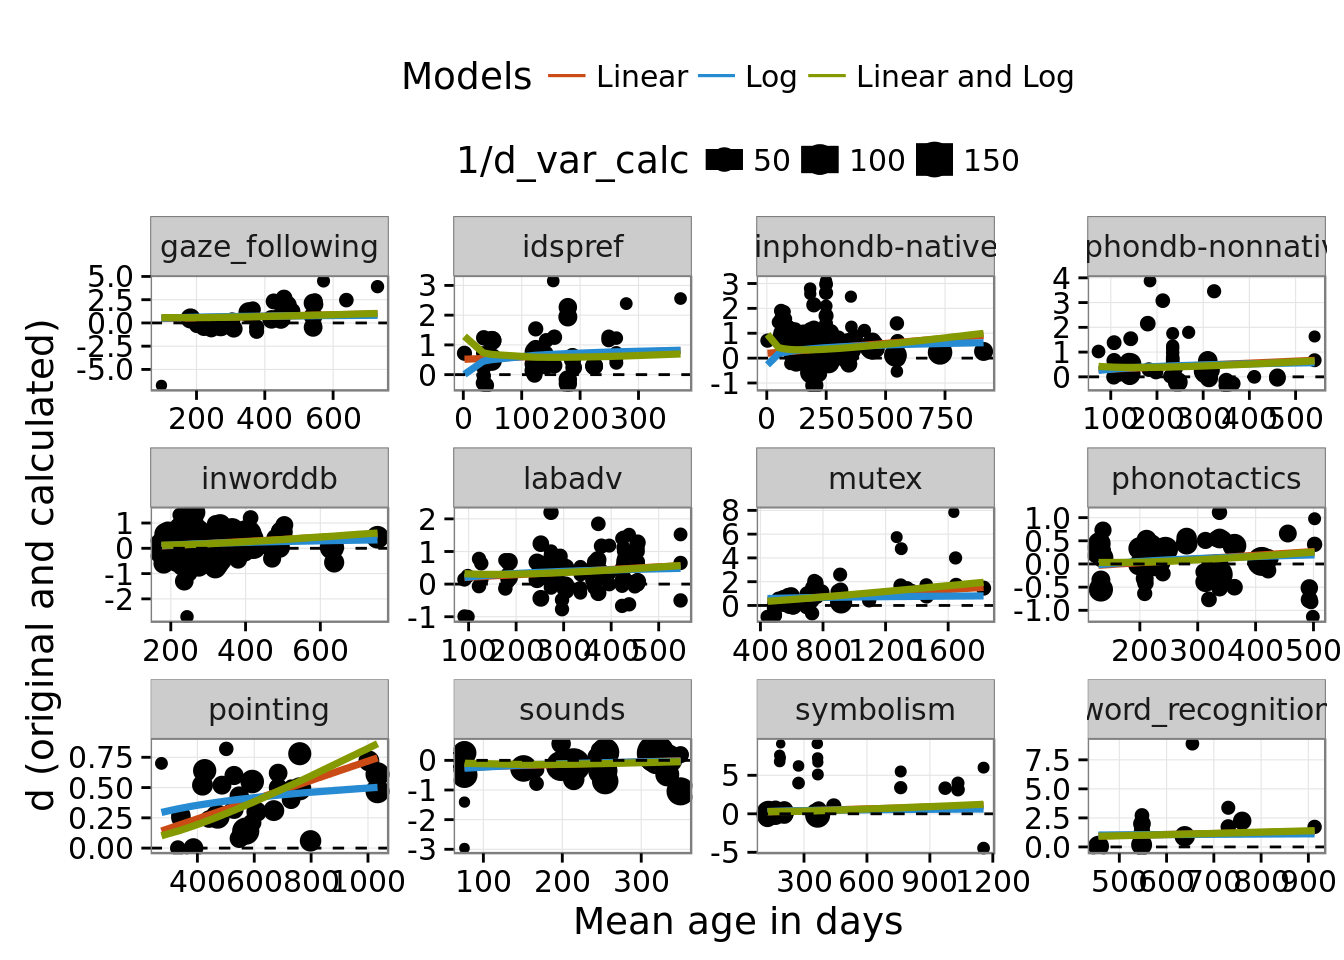 Models Linear Log Linear and Log
1/d_var_calc 50 100 150
gaze_following idspref inphondb-native phondb-nonnativ
5.0 2.5 0.0 -2.5 -5.0
3 2 1 0
3 2 1 0 -1
4 3 2 1 0
200 400 600
0 100 200 300
0 250 500 750
100 200 300 400 500
inworddb labadv mutex phonotactics
1 0 -1 -2
2 1 0 -1
8 6 4 2 0
1.0 0.5 0.0 -0.5 -1.0
200 400 600
100 200 300 400 500
400 800 1200 1600
200 300 400 500
pointing sounds symbolism word_recognition
0.75 0.50 0.25 0.00
0 -1 -2 -3
5 0 -5
7.5 5.0 2.5 0.0
400 600 800 1000
100 200 300
300 600 900 1200
500 600 700 800 900
Mean age in days
d (original and calculated)